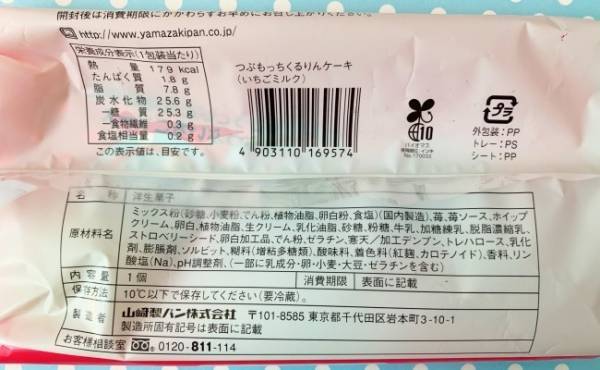 開封後は消費期限にかかわらずお早めにお召し上がりください。
http://www.yamazakipan.co.jp/
栄養成分表示(1包装当たり)
熱量 179 kcal
たんぱく質 1.8 g
脂質 7.8 g
炭水化物 25.6 g
－糖質 25.3 g
－食物繊維 0.3 g
食塩相当量 0.2 g
この表示値は、目安です。
つぶもっちくるりんケーキ
(いちごミルク)
4 903110 169574
10
バイオマス
No.170032
プラ
外包装:PP
トレー:PS
シート:PP
名称 洋生菓子
原材料名 ミックス粉(砂糖、小麦粉、でん粉、植物油脂、卵白粉、食塩)(国内製造)、苺、苺ソース、ホイップ
クリーム、卵白、植物油脂、生クリーム、乳化油脂、砂糖、粉糖、牛乳、加糖練乳、脱脂濃縮乳、
ストロベリーシード、卵白加工品、でん粉、ゼラチン、寒天／加工デンプン、トレハロース、乳化
剤、膨脹剤、ソルビット、糊料(増粘多糖類)、酸味料、着色料(紅麹、カロテノイド)、香料、リン
酸塩(Na)、pH調整剤、(一部に乳成分・卵・小麦・大豆・ゼラチンを含む)
内容量 1個 消費期限 表面に記載
保存方法 10℃以下で保存してください(要冷蔵)。
製造者 山崎製パン株式会社 〒101-8585 東京都千代田区岩本町3-10-1
製造所固有記号は表面に記載
お客様相談室 0120-811-114